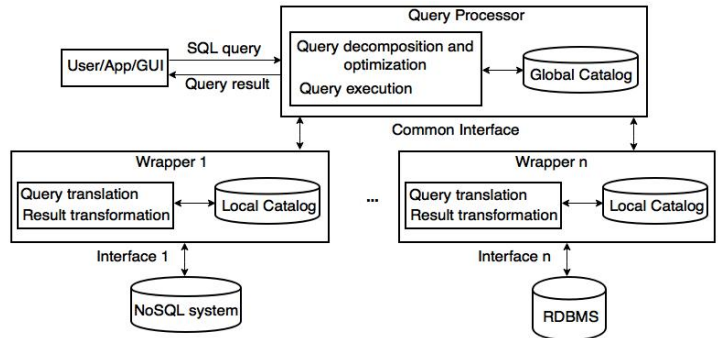 Query Processor
SQL query
User/App/GUI
Query result
Query decomposition and
optimization
Query execution
Global Catalog
Common Interface
Wrapper 1
Query translation
Result transformation
Local Catalog
...
Wrapper n
Query translation
Result transformation
Local Catalog
Interface 1
Interface n
NoSQL system
RDBMS